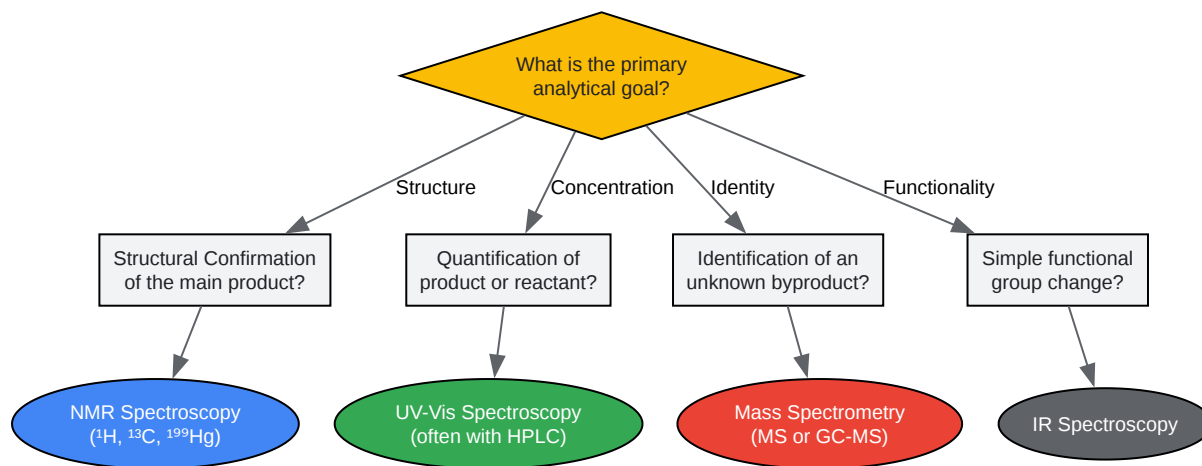 What is the primary
analytical goal?
Structure
Concentration
Identity
Functionality
Structural Confirmation
of the main product?
Quantification of
product or reactant?
Identification of an
unknown byproduct?
Simple functional
group change?
NMR Spectroscopy
(¹H, ¹³C, ¹⁹⁹Hg)
UV-Vis Spectroscopy
(often with HPLC)
Mass Spectrometry
(MS or GC-MS)
IR Spectroscopy